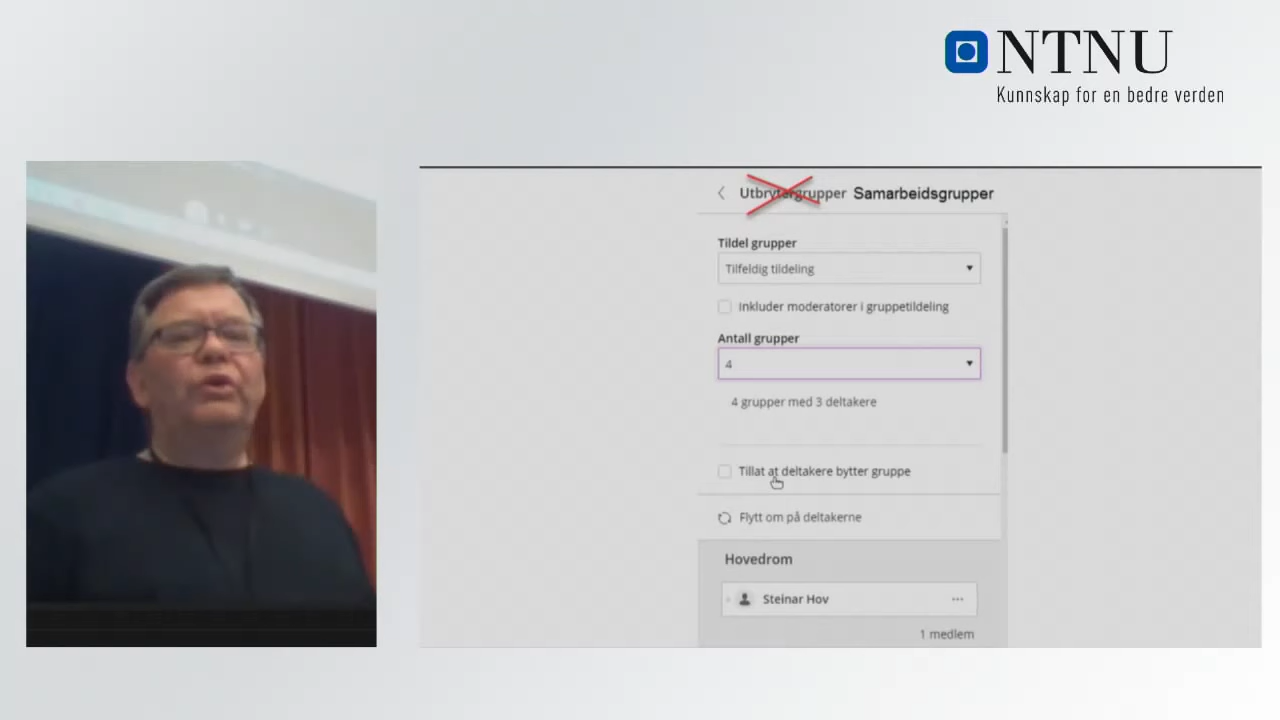 NTNU
Kunnskap for en bedre verden
Utbrytergrupper Samarbeidsgrupper
Tildel grupper
Tilfeldig tildeling
Inkluder moderatorer i gruppetildeling
Antall grupper
4
4 grupper med 3 deltakere
Tillat at deltakere bytter gruppe
Flytt om på deltakerne
Hovedrom
Steinar Hov
1 medlem